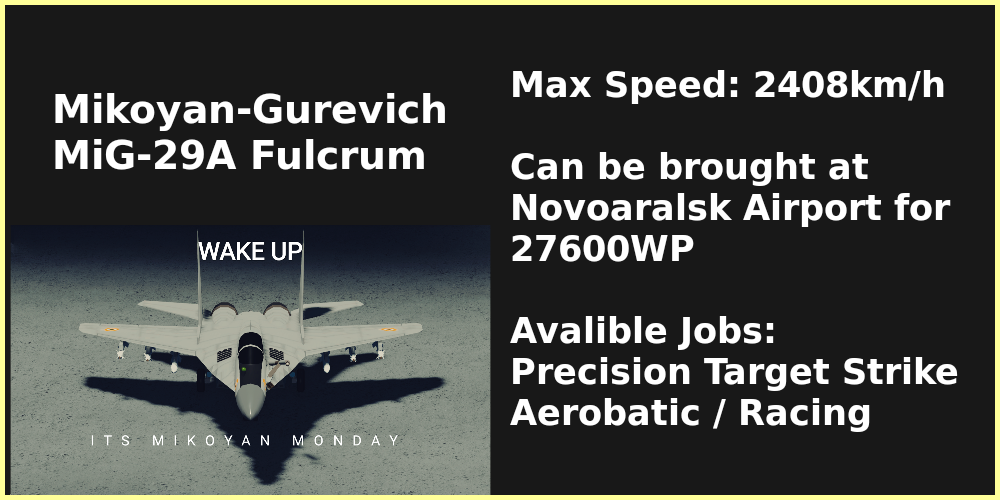 Mikoyan-Gurevich
MiG-29A Fulcrum
WAKE UP
ITS MIKOYAN MONDAY
Max Speed: 2408km/h
Can be brought at
Novoaralsk Airport for
27600WP
Avalible Jobs:
Precision Target Strike
Aerobatic / Racing